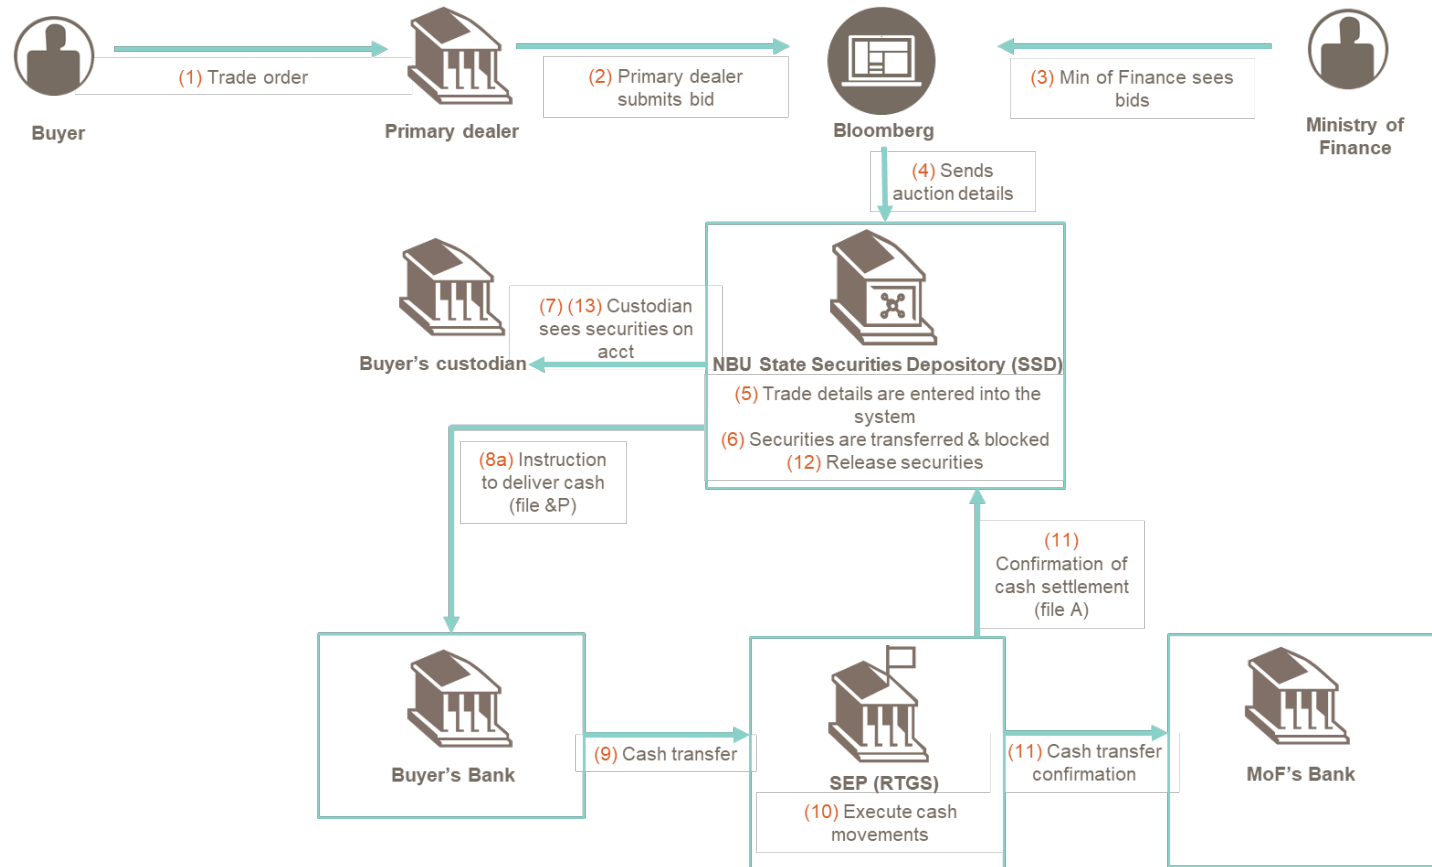 (1) Trade order
Buyer
Primary dealer
(2) Primary dealer
submits bid
Bloomberg
(3) Min of Finance sees
bids
Ministry of
Finance
(4) Sends
auction details
(7) (13) Custodian
sees securities on
acct
Buyer's custodian
NBU State Securities Depository (SSD)
(5) Trade details are entered into the
system
(6) Securities are transferred & blocked
(12) Release securities
(8a) Instruction
to deliver cash
(file &P)
(11)
Confirmation of
cash settlement
(file A)
Buyer's Bank
(9) Cash transfer
SEP (RTGS)
(10) Execute cash
movements
(11) Cash transfer
confirmation
MoF's Bank